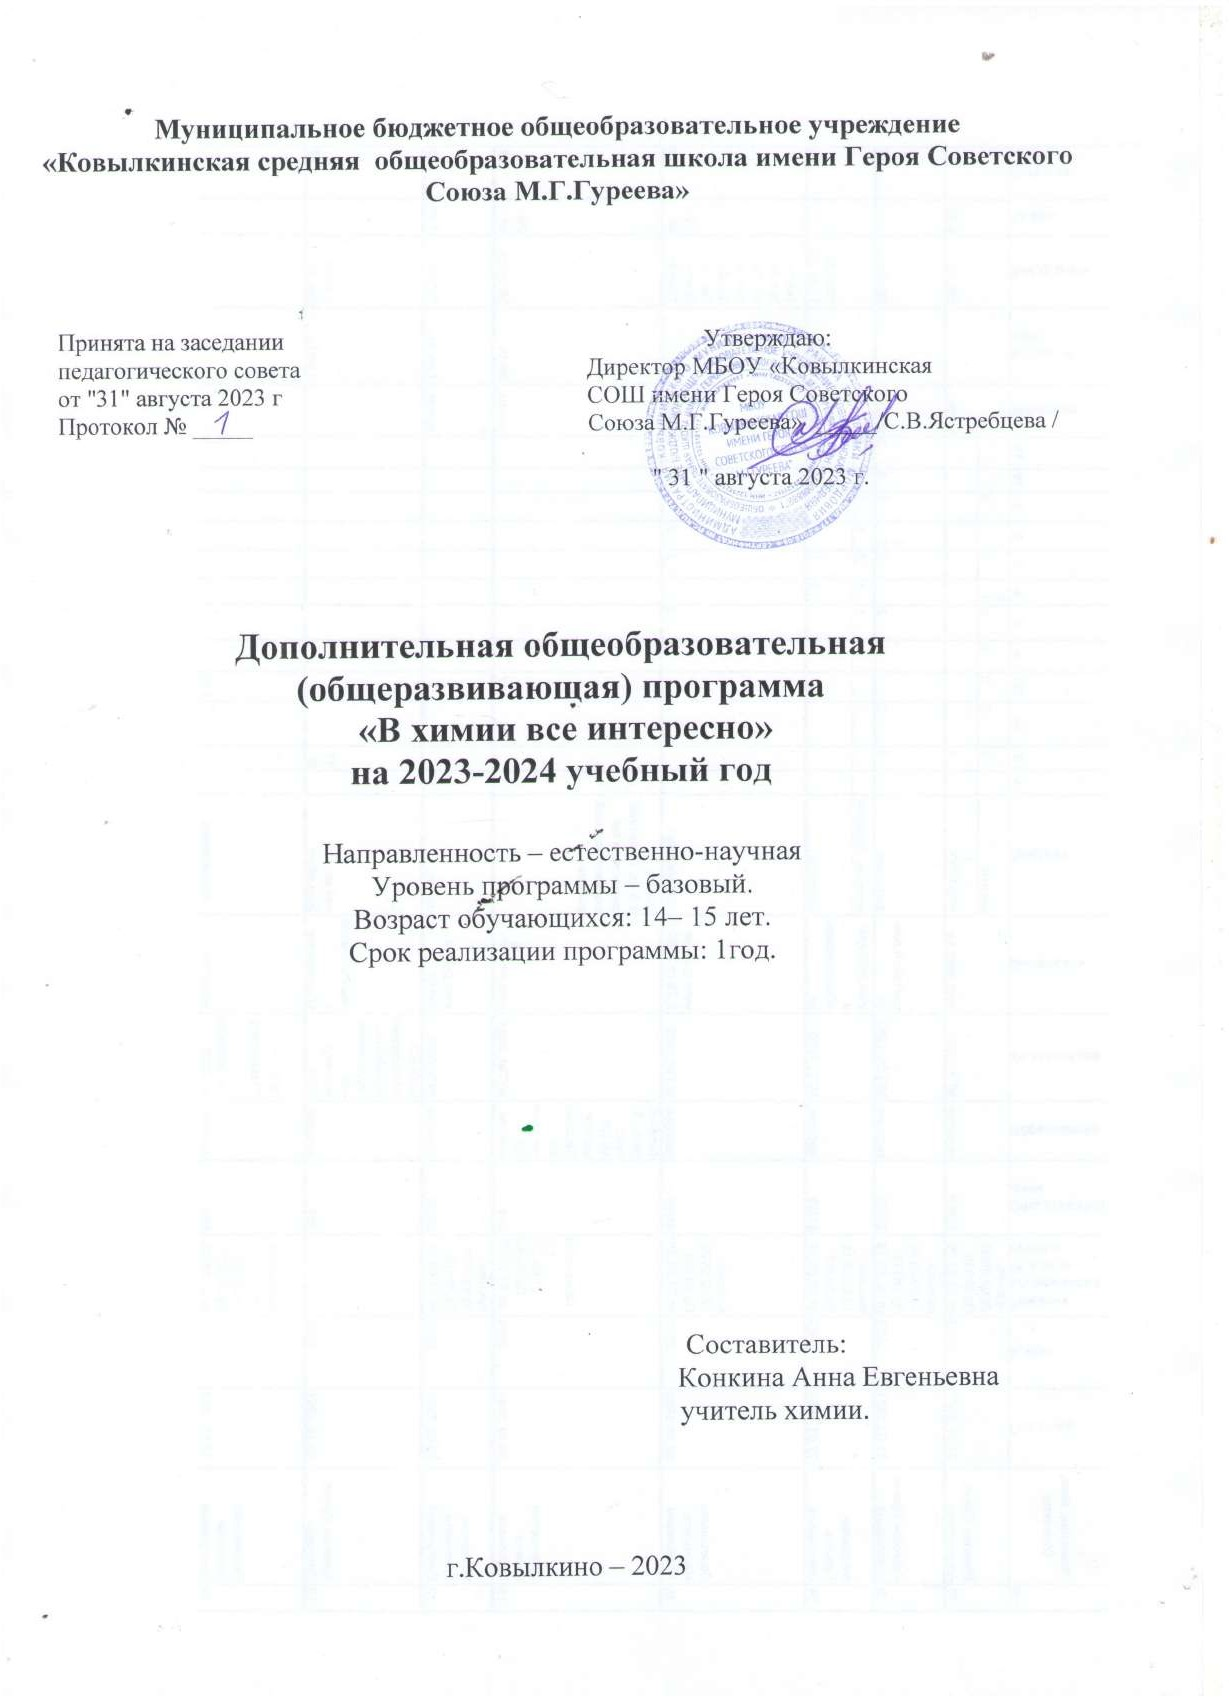 Муниципальное бюджетное общеобразовательное учреждение
«Ковылкинская средняя общеобразовательная школа имени Героя Советского
Союза М.Г.Гуреева»
Принята на заседании
педагогического совета
от "31" августа 2023 г
Протокол № 1
Утверждаю:
Директор МБОУ «Ковылкинская
СОШ имени Героя Советского
Союза М.Г.Гуреева» /С.В.Ястребцева /
" 31 " августа 2023 г.
ИМЕНИ ГЕРОЯ
СОВЕТСКОГО
Дополнительная общеобразовательная
(общеразвивающая) программа
«В химии все интересно»
на 2023-2024 учебный год
Направленность – естественно-научная
Уровень программы – базовый.
Возраст обучающихся: 14– 15 лет.
Срок реализации программы: 1год.
Составитель:
Конкина Анна Евгеньевна
учитель химии.
г.Ковылкино – 2023